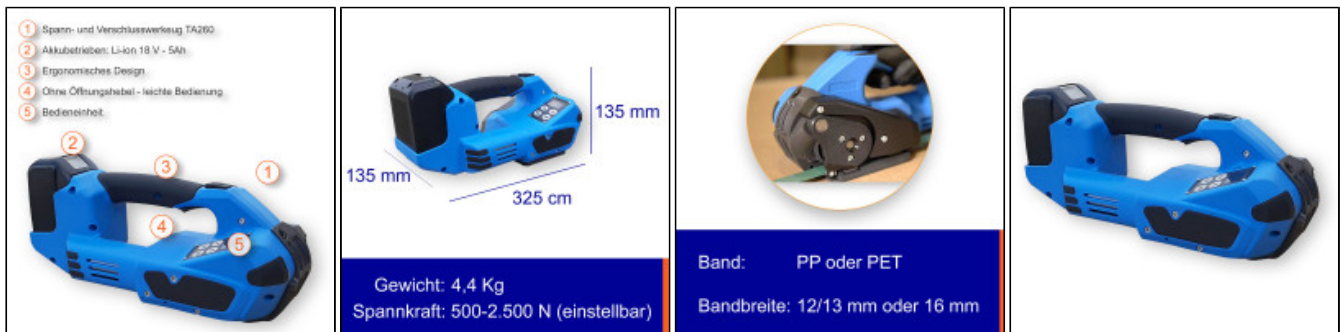 1 Spann- und Verschlusswerkeug TA260
2 Akkubetrieben: Li-ion 18 V - 5Ah
3 Ergonomisches Design
4 Ohne Öffnungshebel - leichte Bedienung
5 Bedieneinheit.
2
3
1
4
5
135 mm
135 mm
325 cm
Gewicht: 4,4 Kg
Spannkraft: 500-2.500 N (einstellbar)
Band: PP oder PET
Bandbreite: 12/13 mm oder 16 mm